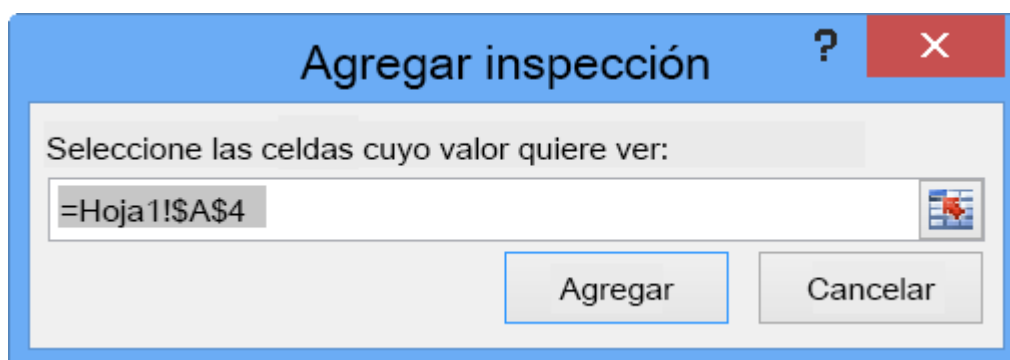 Agregar inspección ?
Seleccione las celdas cuyo valor quiere ver:
=Hoja1!$A$4
Agregar Cancelar